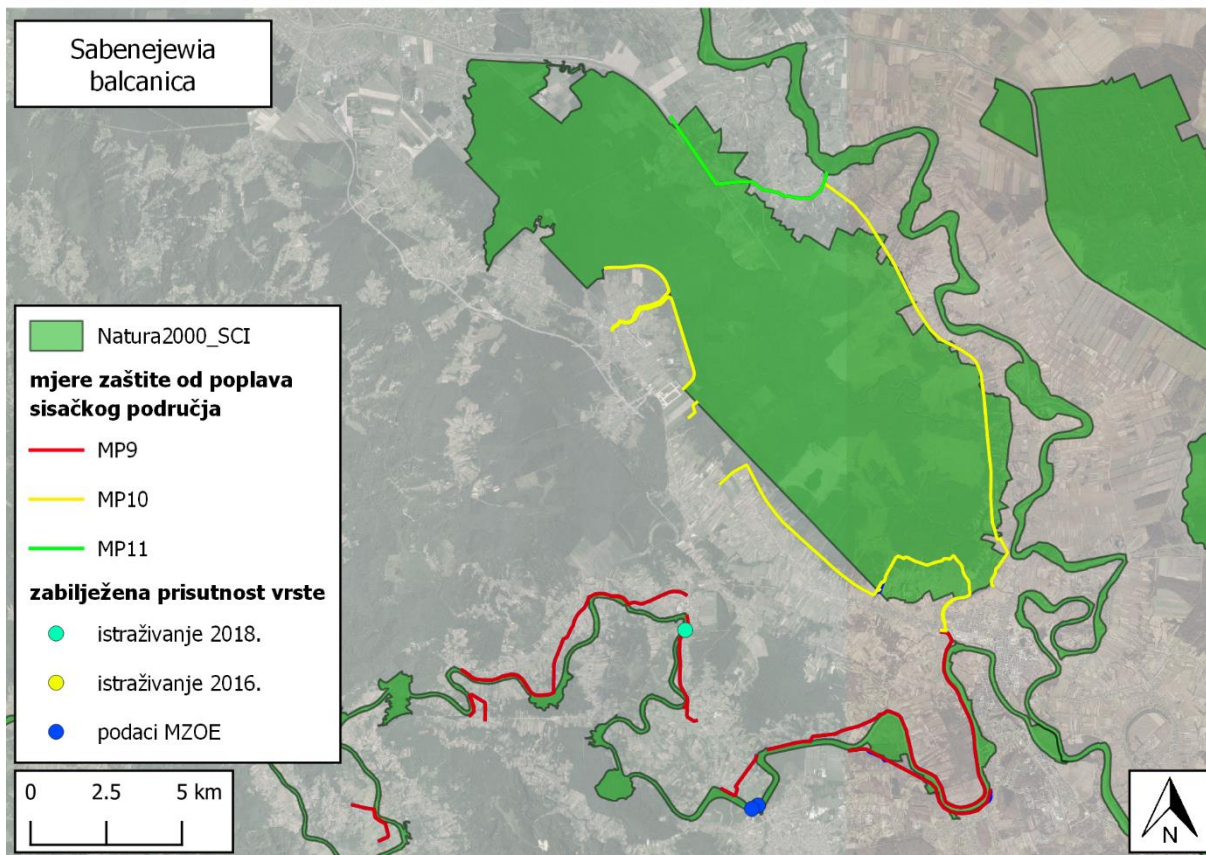 Sabenejewia
balcanica
Natura2000_SCI
mjere zaštite od poplava
sisačkog područja
MP9
MP10
MP11
zabilježena prisutnost vrste
istraživanje 2018.
istraživanje 2016.
podaci MZOE
0 2.5 5 km
N